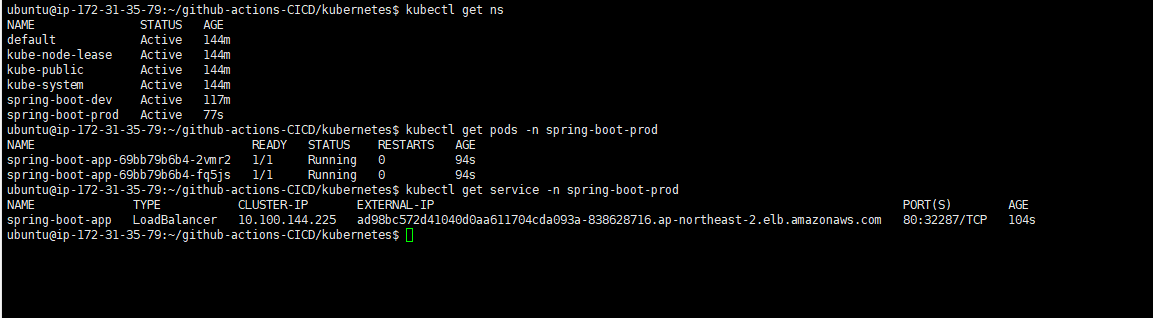 ubuntu@ip-172-31-35-79:~/github-actions-CICD/kubernetes$ kubectl get ns
NAME STATUS AGE
default Active 144m
kube-node-lease Active 144m
kube-public Active 144m
kube-system Active 144m
spring-boot-dev Active 117m
spring-boot-prod Active 77s
ubuntu@ip-172-31-35-79:~/github-actions-CICD/kubernetes$ kubectl get pods -n spring-boot-prod
NAME READY STATUS RESTARTS AGE
spring-boot-app-69bb79b6b4-2vmr2 1/1 Running 0 94s
spring-boot-app-69bb79b6b4-fq5js 1/1 Running 0 94s
ubuntu@ip-172-31-35-79:~/github-actions-CICD/kubernetes$ kubectl get service -n spring-boot-prod
NAME TYPE CLUSTER-IP EXTERNAL-IP PORT(S) AGE
spring-boot-app LoadBalancer 10.100.144.225 ad98bc572d41040d0aa611704cda093a-838628716.ap-northeast-2.elb.amazonaws.com 80:32287/TCP 104s
ubuntu@ip-172-31-35-79:~/github-actions-CICD/kubernetes$